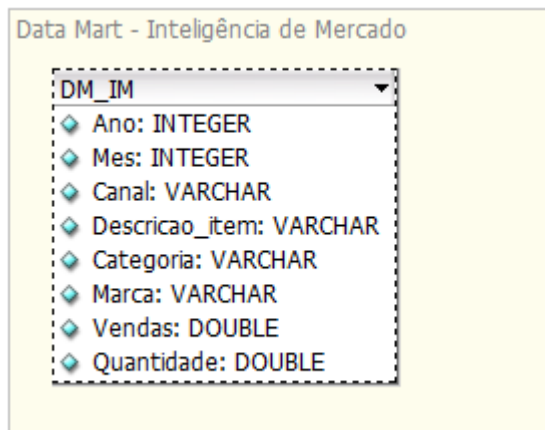 Data Mart - Inteligência de Mercado
DM_IM
Ano: INTEGER
Mes: INTEGER
Canal: VARCHAR
Descricao_item: VARCHAR
Categoria: VARCHAR
Marca: VARCHAR
Vendas: DOUBLE
Quantidade: DOUBLE